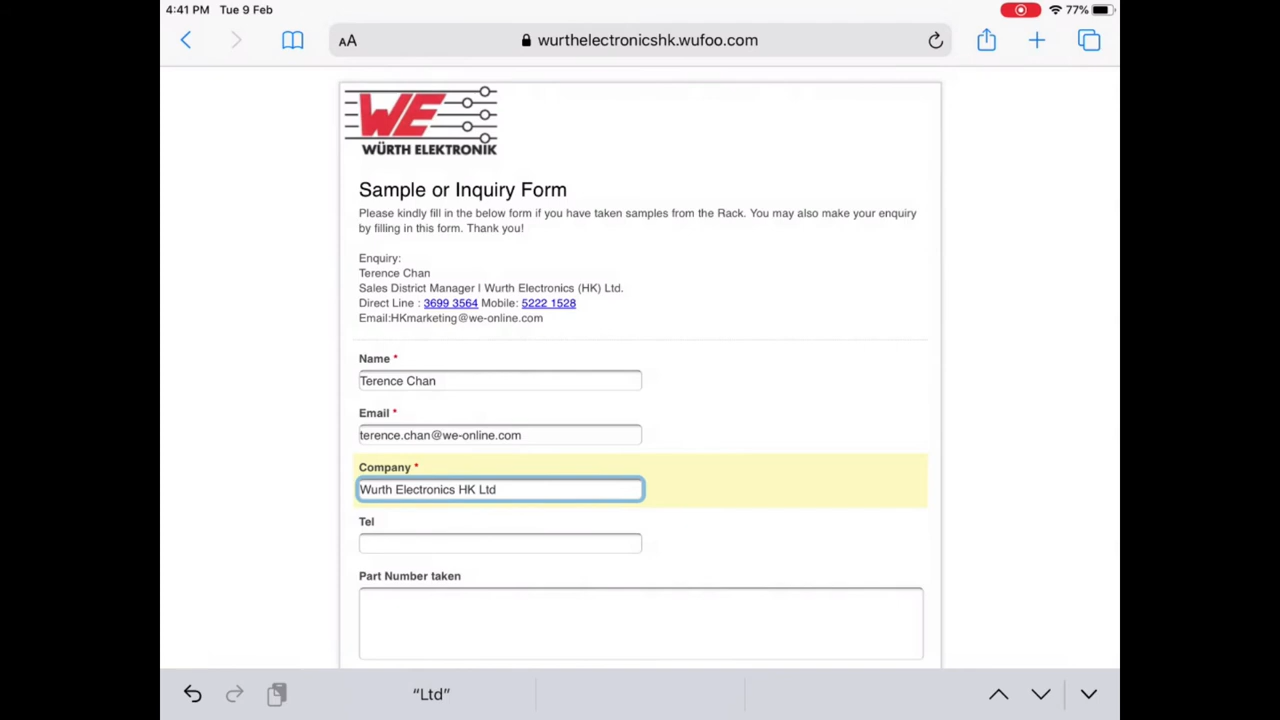 4:41 PM Tue 9 Feb 77%
AA wurthelectronicshk.wufoo.com
WE
WÜRTH ELEKTRONIK
Sample or Inquiry Form
Please kindly fill in the below form if you have taken samples from the Rack. You may also make your enquiry
by filling in this form. Thank you!
Enquiry:
Terence Chan
Sales District Manager I Wurth Electronics (HK) Ltd.
Direct Line : 3699 3564 Mobile: 5222 1528
Email:HKmarketing@we-online.com
Name *
Terence Chan
Email *
terence.chan@we-online.com
Company *
Wurth Electronics HK Ltd
Tel
Part Number taken
“Ltd”